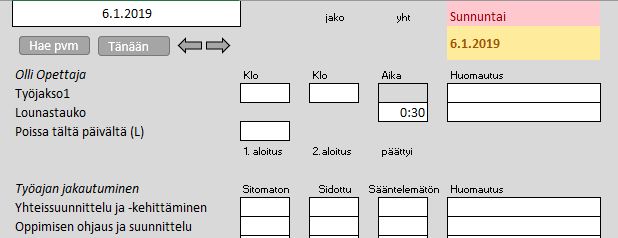 6.1.2019 jako yht Sunnuntai
Hae pvm Tänään 6.1.2019
Olli Opettaja Klo Klo Aika Huomautus
Työjakso1
Lounastauko 0:30
Poissa tältä päivältä (L)
1. aloitus 2. aloitus päättyi
Työajan jakautuminen Sitomaton Sidottu Sääntelemätön Huomautus
Yhteissuunnittelu ja -kehittäminen
Oppimisen ohjaus ja suunnittelu